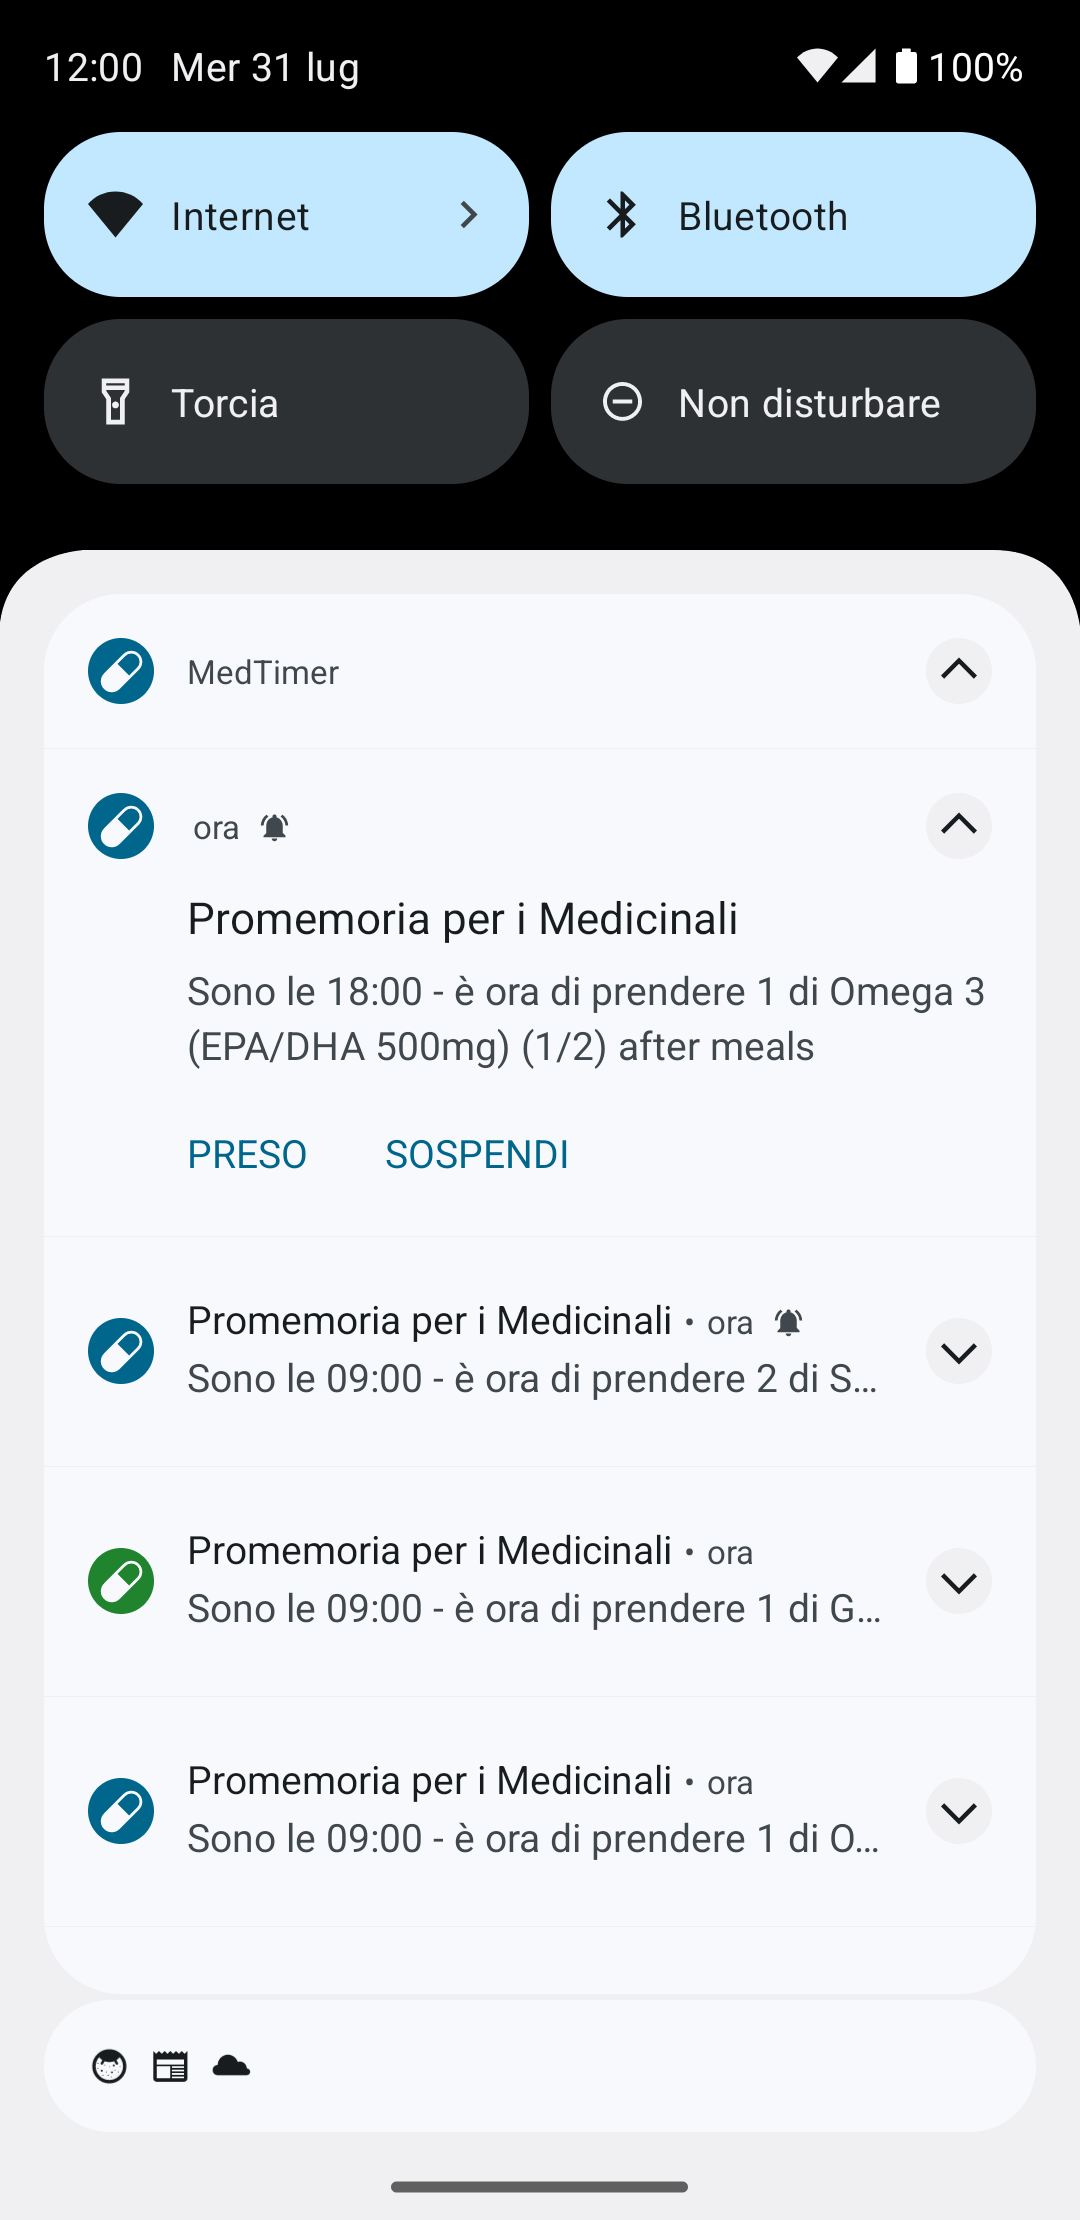 12:00 Mer 31 lug 100%
Internet
Bluetooth
Torcia
Non disturbare
MedTimer
ora
Promemoria per i Medicinali
Sono le 18:00 - è ora di prendere 1 di Omega 3
(EPA/DHA 500mg) (1/2) after meals
PRESO SOSPENDI
Promemoria per i Medicinali • ora
Sono le 09:00 - è ora di prendere 2 di S...
Promemoria per i Medicinali • ora
Sono le 09:00 - è ora di prendere 1 di G...
Promemoria per i Medicinali • ora
Sono le 09:00 - è ora di prendere 1 di O...